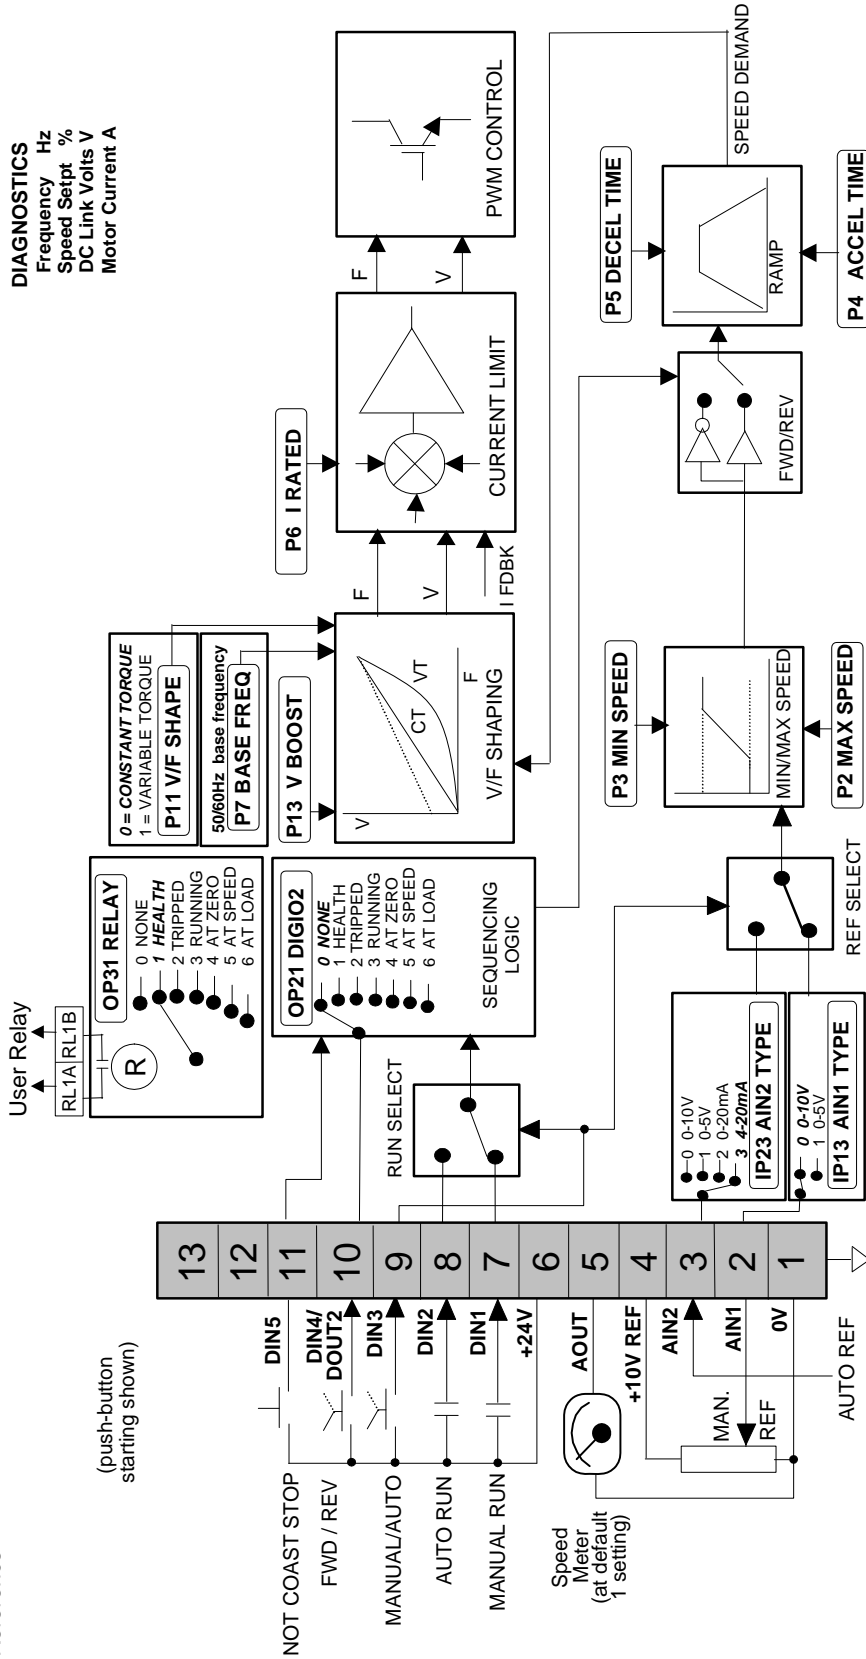 DIAGNOSTICS
Frequency Hz
Speed Setpt %
DC Link Volts V
Motor Current A
User Relay
RL1A RL1B
R
OP31 RELAY
0 NONE
1 HEALTH
2 TRIPPED
3 RUNNING
4 AT ZERO
5 AT SPEED
6 AT LOAD
0 = CONSTANT TORQUE
1 = VARIABLE TORQUE
P11 V/F SHAPE
50/60Hz base frequency
P7 BASE FREQ
P13 V BOOST
V
CT
VT
F
V/F SHAPING
P6 I RATED
F
V
I FDBK
CURRENT LIMIT
F
V
PWM CONTROL
OP21 DIGIO2
0 NONE
1 HEALTH
2 TRIPPED
3 RUNNING
4 AT ZERO
5 AT SPEED
6 AT LOAD
SEQUENCING
LOGIC
RUN SELECT
(push-button
starting shown)
NOT COAST STOP
FWD / REV
MANUAL/AUTO
AUTO RUN
MANUAL RUN
Speed
Meter
(at default
1 setting)
DIN5
DIN4/
DOUT2
DIN3
DIN2
DIN1
+24V
AOUT
+10V REF
AIN2
AIN1
0V
MAN.
REF
AUTO REF
13
12
11
10
9
8
7
6
5
4
3
2
1
0 0-10V
1 0-5V
2 0-20mA
3 4-20mA
IP23 AIN2 TYPE
0 0-10V
1 0-5V
IP13 AIN1 TYPE
REF SELECT
P3 MIN SPEED
MIN/MAX SPEED
P2 MAX SPEED
FWD/REV
P5 DECEL TIME
RAMP
P4 ACCEL TIME
SPEED DEMAND